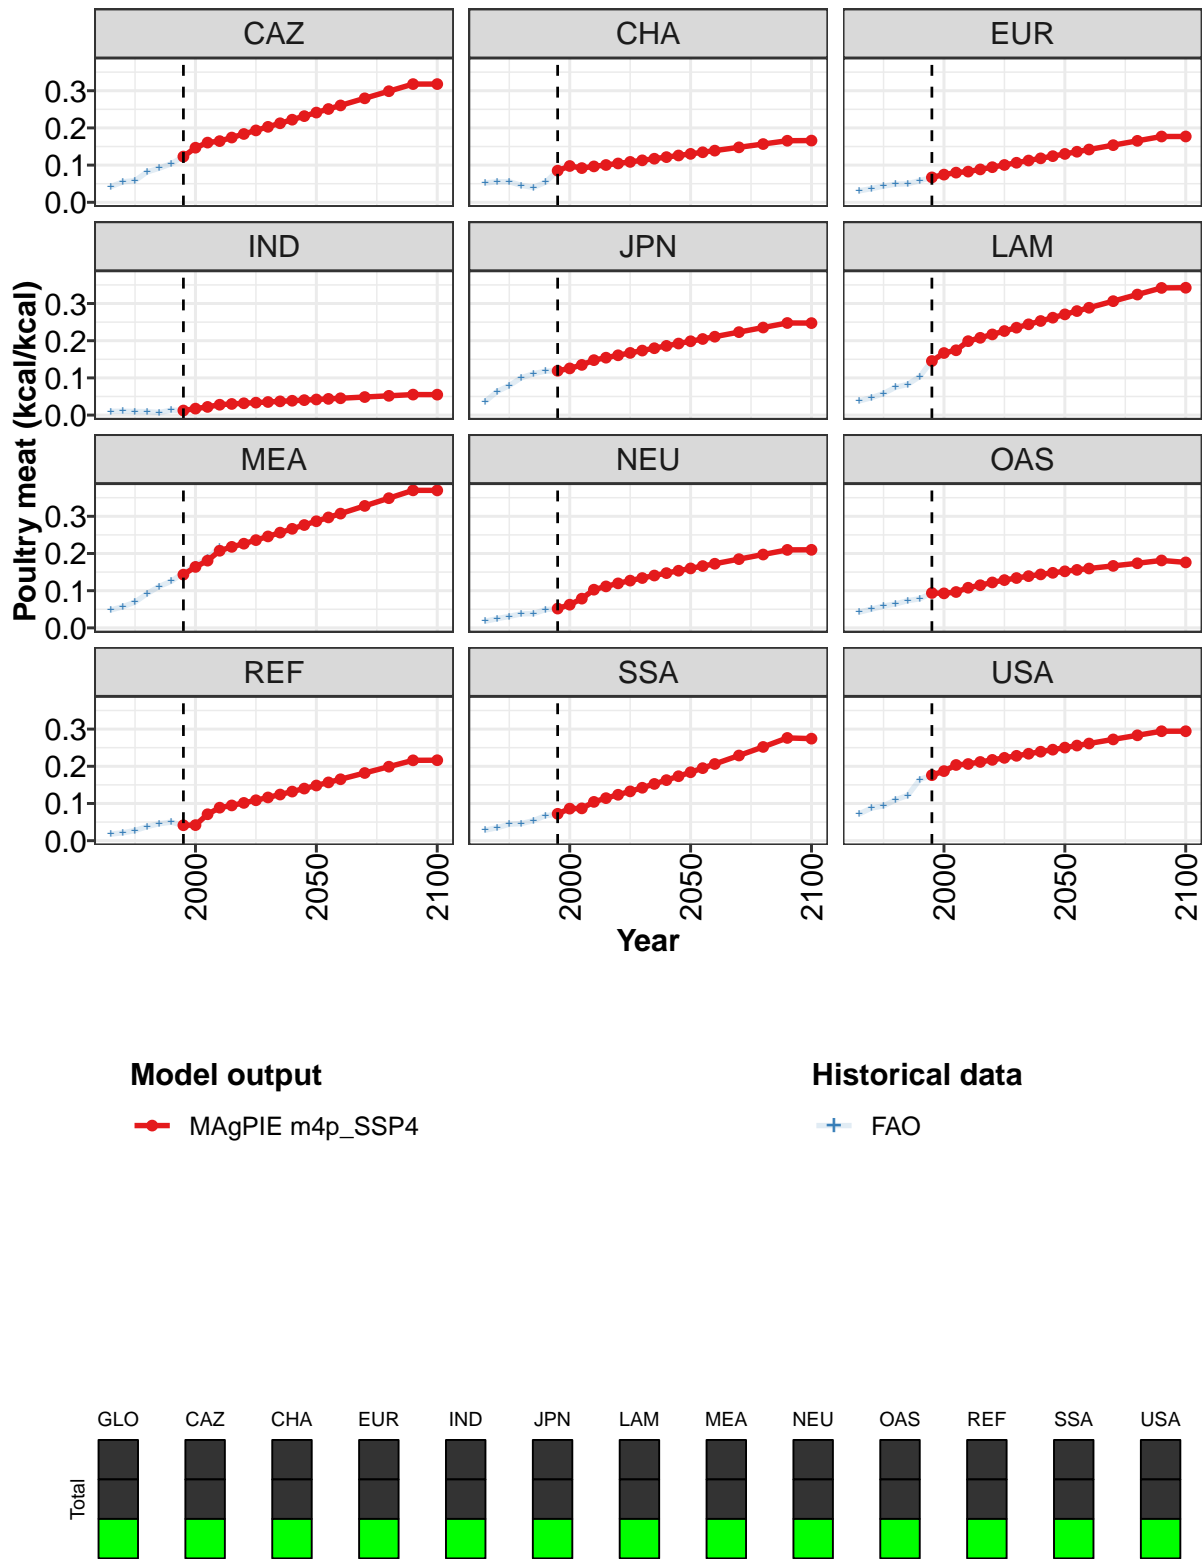 CAZ CHA EUR
0.3
0.2
0.1
0.0
IND JPN LAM
0.3
0.2
0.1
0.0
Poultry meat (kcal/kcal)
MEA NEU OAS
0.3
0.2
0.1
0.0
REF SSA USA
0.3
0.2
0.1
0.0
2000 2050 2100 2000 2050 2100 2000 2050 2100
Year
Model output Historical data
MAgPIE m4p_SSP4 FAO
GLO CAZ CHA EUR IND JPN LAM MEA NEU OAS REF SSA USA
Total